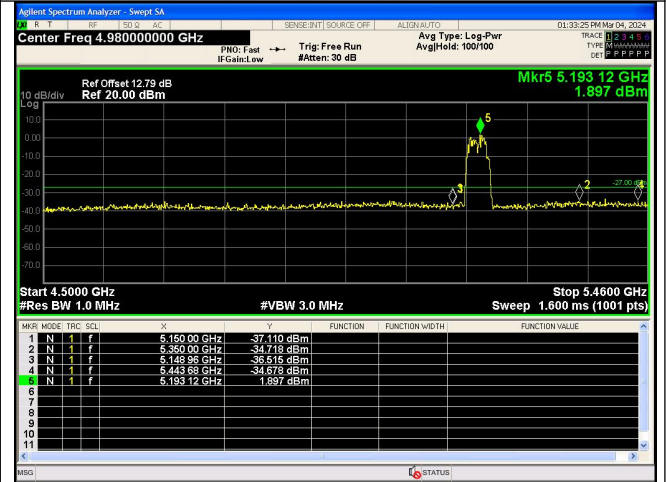 Agilent Spectrum Analyzer - Swept SA
R T RF 50 Ω AC SENSE:INT SOURCE OFF ALIGN AUTO 01:33:25 PM Mar 04, 2024
Center Freq 4.980000000 GHz
PNO: Fast
IFGain:Low
Trig: Free Run
#Atten: 30 dB
Avg Type: Log-Pwr
Avg|Hold: 100/100
TRACE 1 2 3 4 5 6
TYPE M
DET P P P P P P
Ref Offset 12.79 dB
Ref 20.00 dBm
10 dB/div
Log
Mkr5 5.193 12 GHz
1.897 dBm
10.0
0.00
-10.0
-20.0
-30.0
-40.0
-50.0
-60.0
-70.0
5
3
2
4
-27.00 dBm
Start 4.5000 GHz
Stop 5.4600 GHz
#Res BW 1.0 MHz
#VBW 3.0 MHz
Sweep 1.600 ms (1001 pts)
MKR MODE TRC SCL X Y FUNCTION FUNCTION WIDTH FUNCTION VALUE
1 N 1 f 5.150 00 GHz -37.110 dBm
2 N 1 f 5.350 00 GHz -34.718 dBm
3 N 1 f 5.148 96 GHz -36.515 dBm
4 N 1 f 5.443 68 GHz -34.678 dBm
5 N 1 f 5.193 12 GHz 1.897 dBm
6
7
8
9
10
11
MSG
STATUS